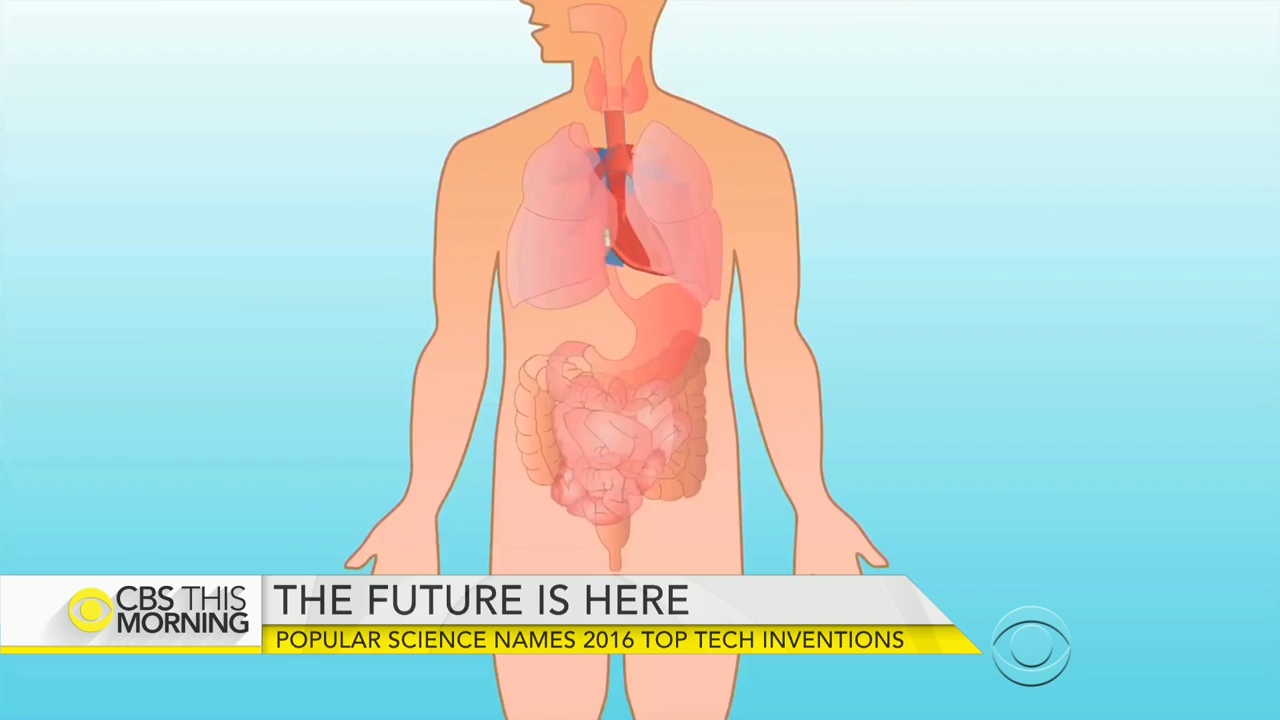 CBS THIS
MORNING
THE FUTURE IS HERE
POPULAR SCIENCE NAMES 2016 TOP TECH INVENTIONS